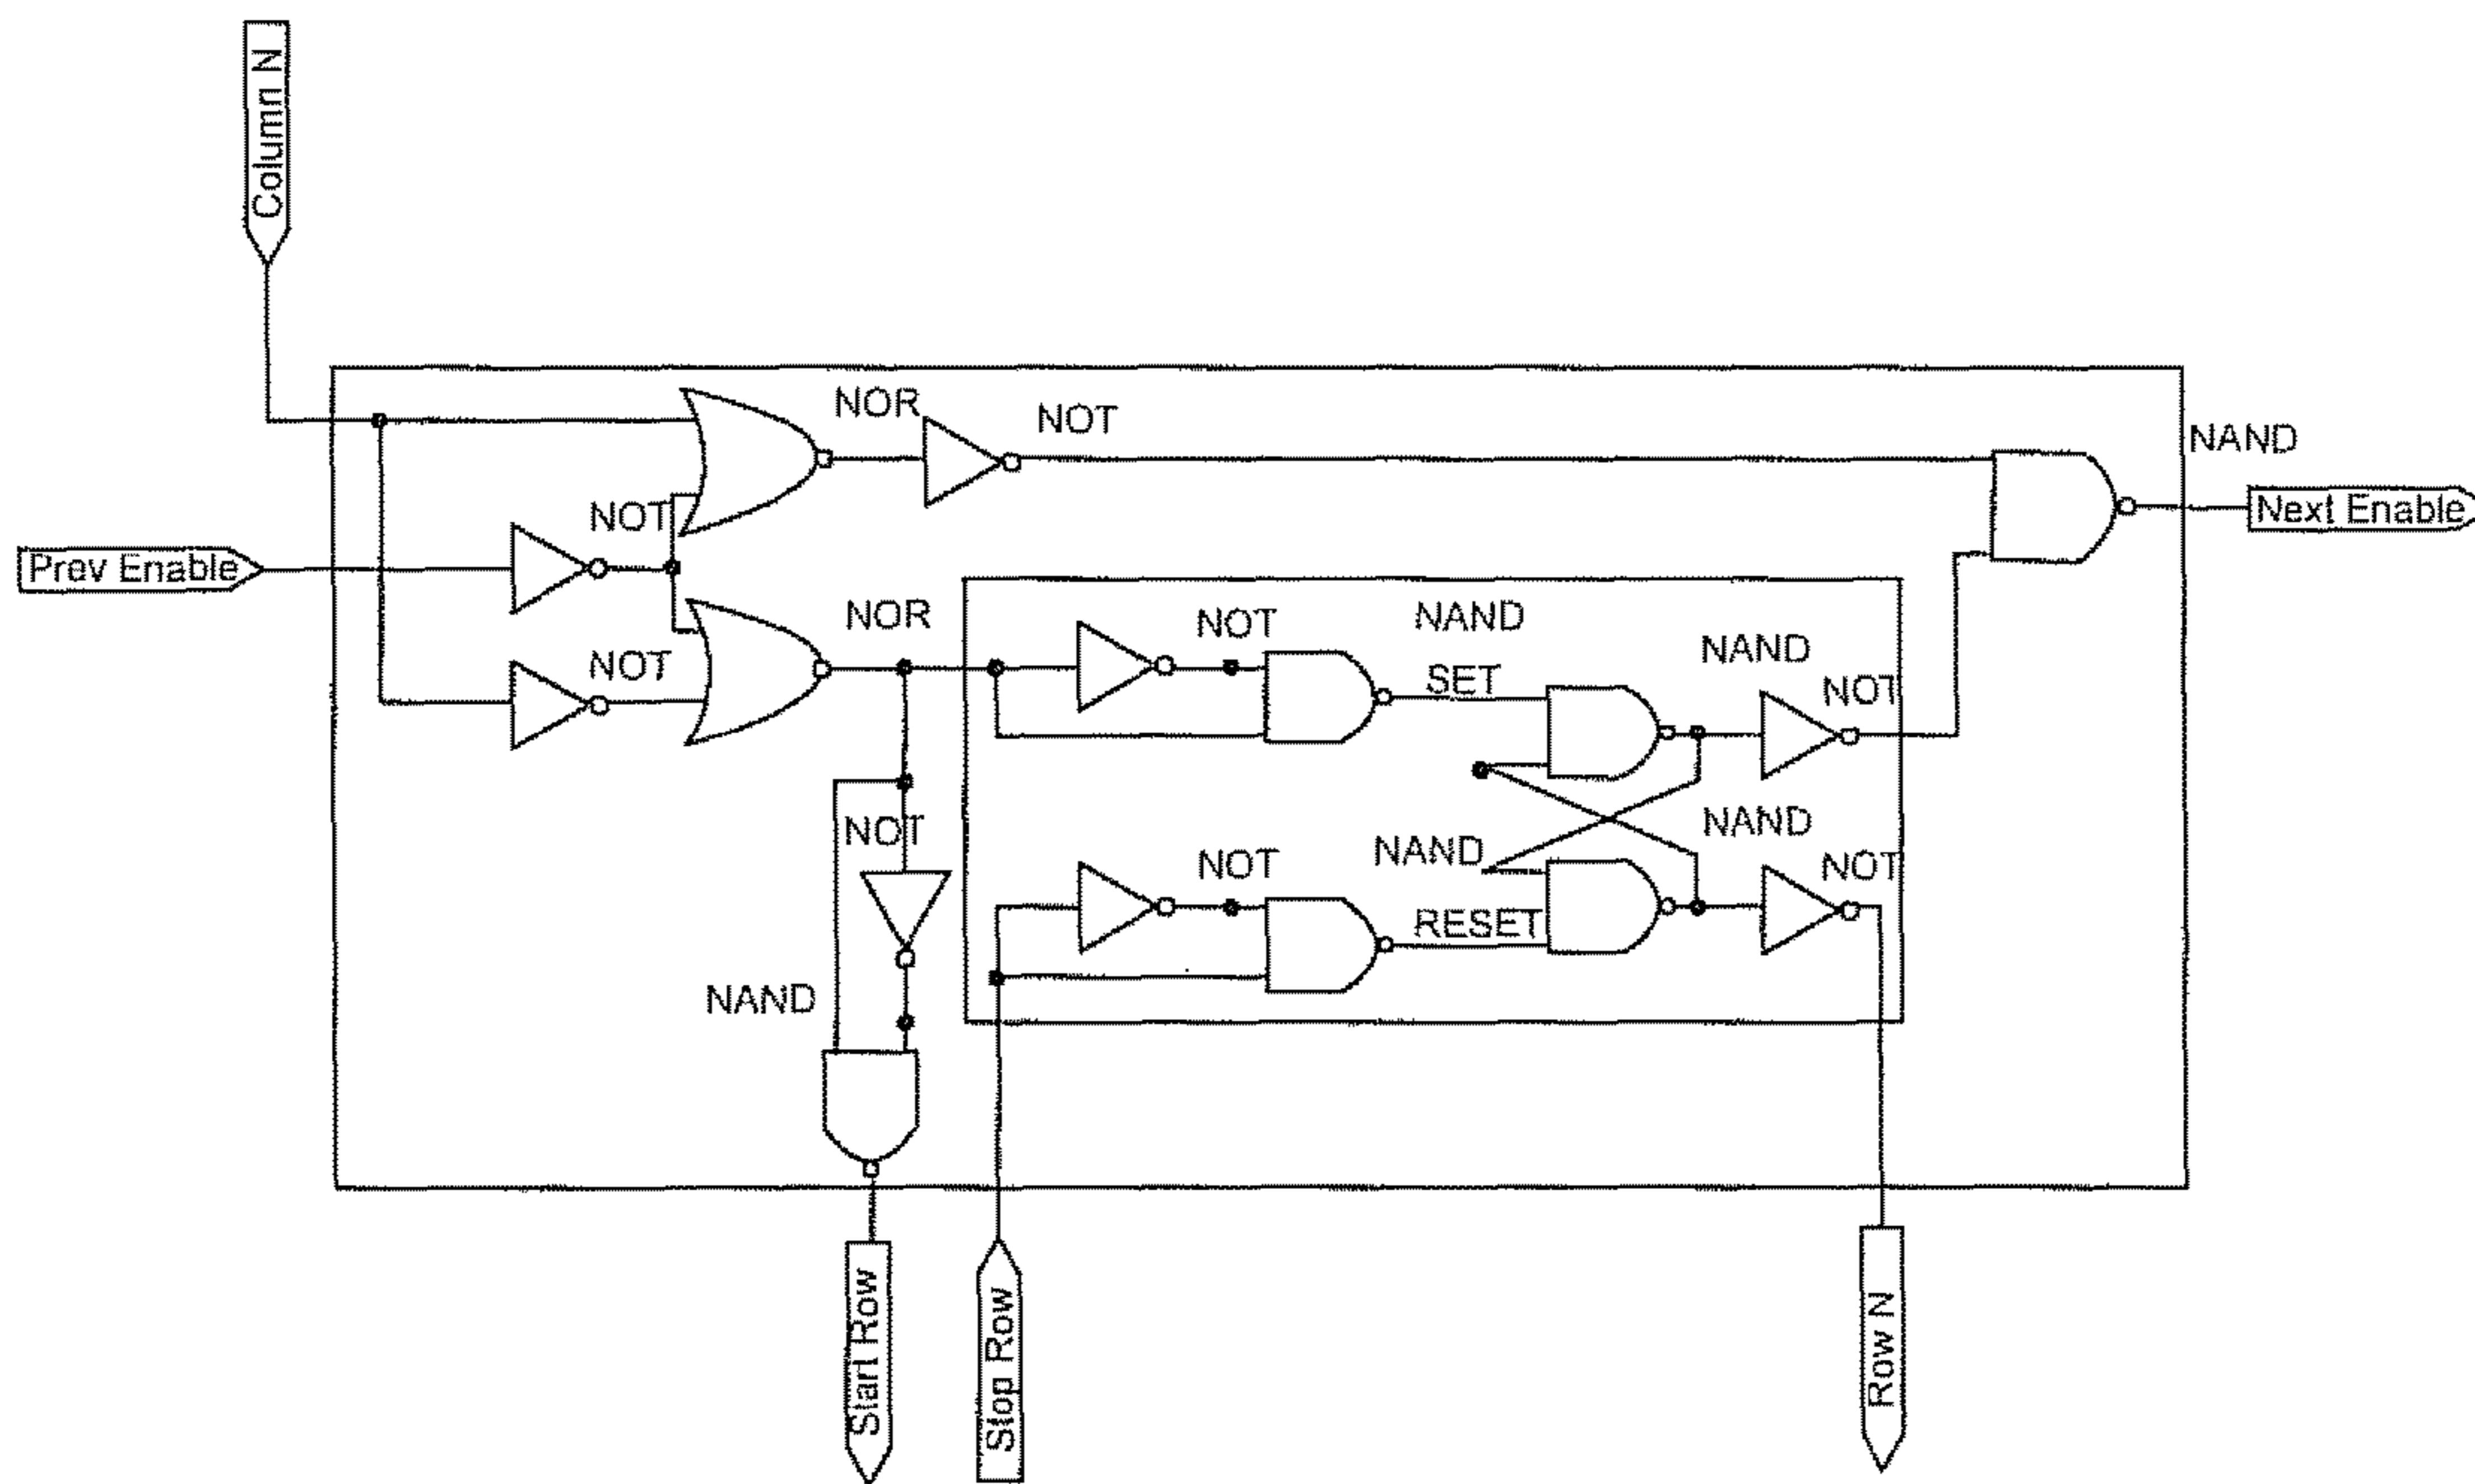 Column N
NOR
NOT
NAND
NOT
Next Enable
Prev Enable
NOR
NOT
NAND
NOT
SET
NAND
NOT
NOT
NAND
NOT
NAND
NOT
RESET
NAND
Start Row
Stop Row
Row N